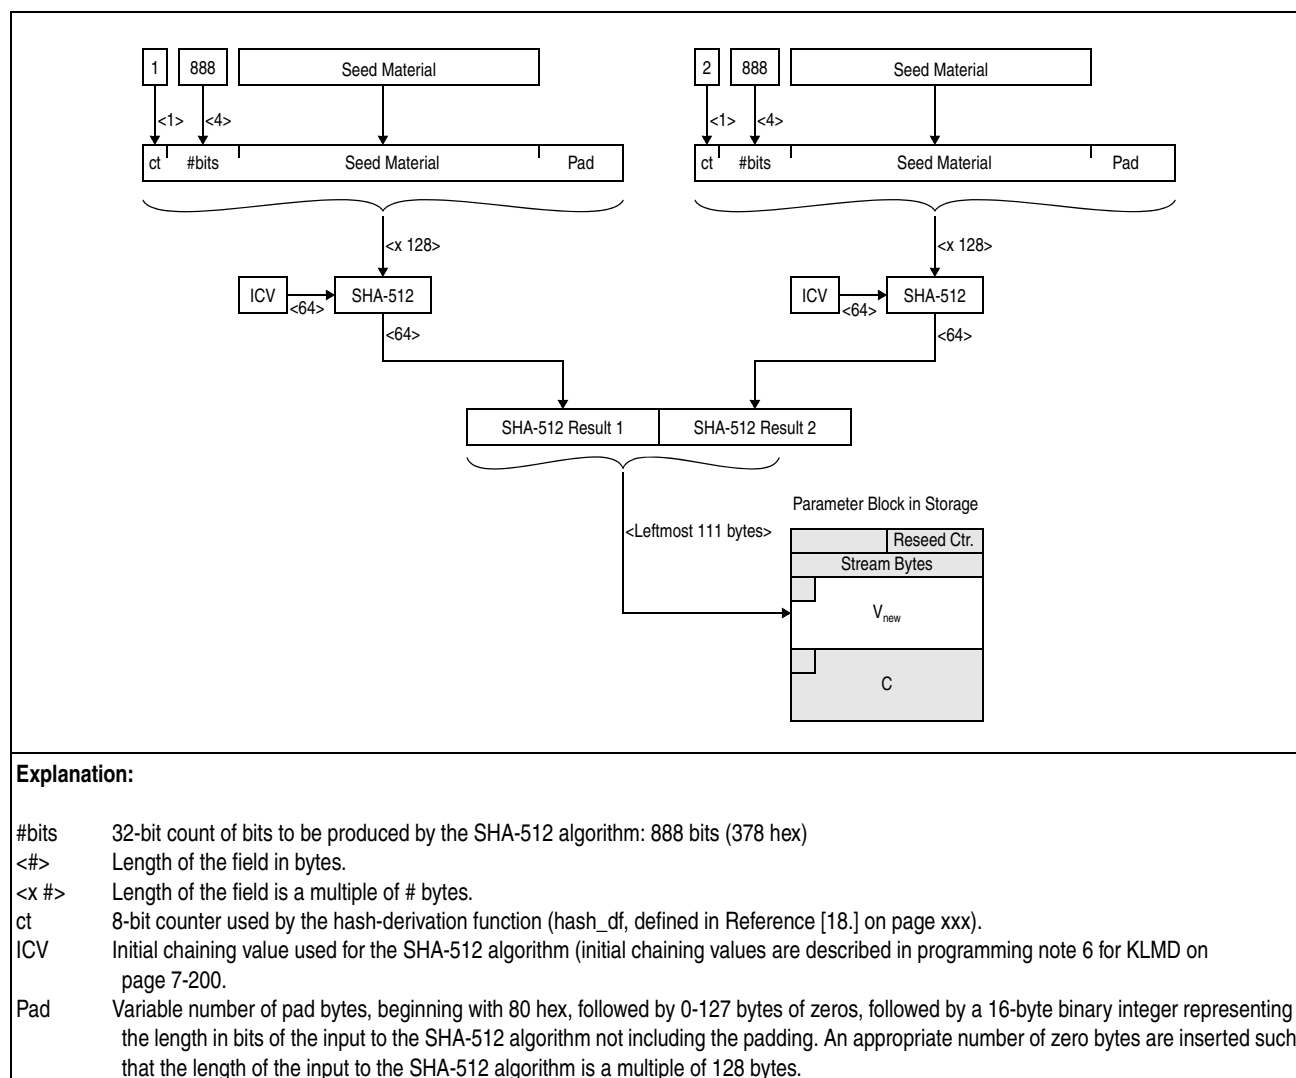 1 888 Seed Material 2 888 Seed Material
<1> <4> <1> <4>
ct #bits Seed Material Pad ct #bits Seed Material Pad
<x 128> <x 128>
ICV <64> SHA-512 ICV <64> SHA-512
<64> <64>
SHA-512 Result 1 SHA-512 Result 2
Parameter Block in Storage
<Leftmost 111 bytes>
Reseed Ctr.
Stream Bytes
Vnew
C
Explanation:
#bits 32-bit count of bits to be produced by the SHA-512 algorithm: 888 bits (378 hex)
<#> Length of the field in bytes.
<x #> Length of the field is a multiple of # bytes.
ct 8-bit counter used by the hash-derivation function (hash_df, defined in Reference [18.] on page xxx).
ICV Initial chaining value used for the SHA-512 algorithm (initial chaining values are described in programming note 6 for KLMD on
page 7-200.
Pad Variable number of pad bytes, beginning with 80 hex, followed by 0-127 bytes of zeros, followed by a 16-byte binary integer representing
the length in bits of the input to the SHA-512 algorithm not including the padding. An appropriate number of zero bytes are inserted such
that the length of the input to the SHA-512 algorithm is a multiple of 128 bytes.